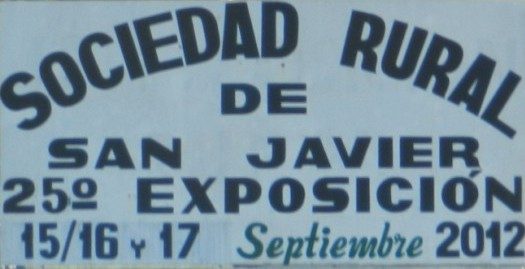 SOCIEDAD RURAL
DE
SAN JAVIER
25º EXPOSICIÓN
15/16 Y 17 Septiembre 2012